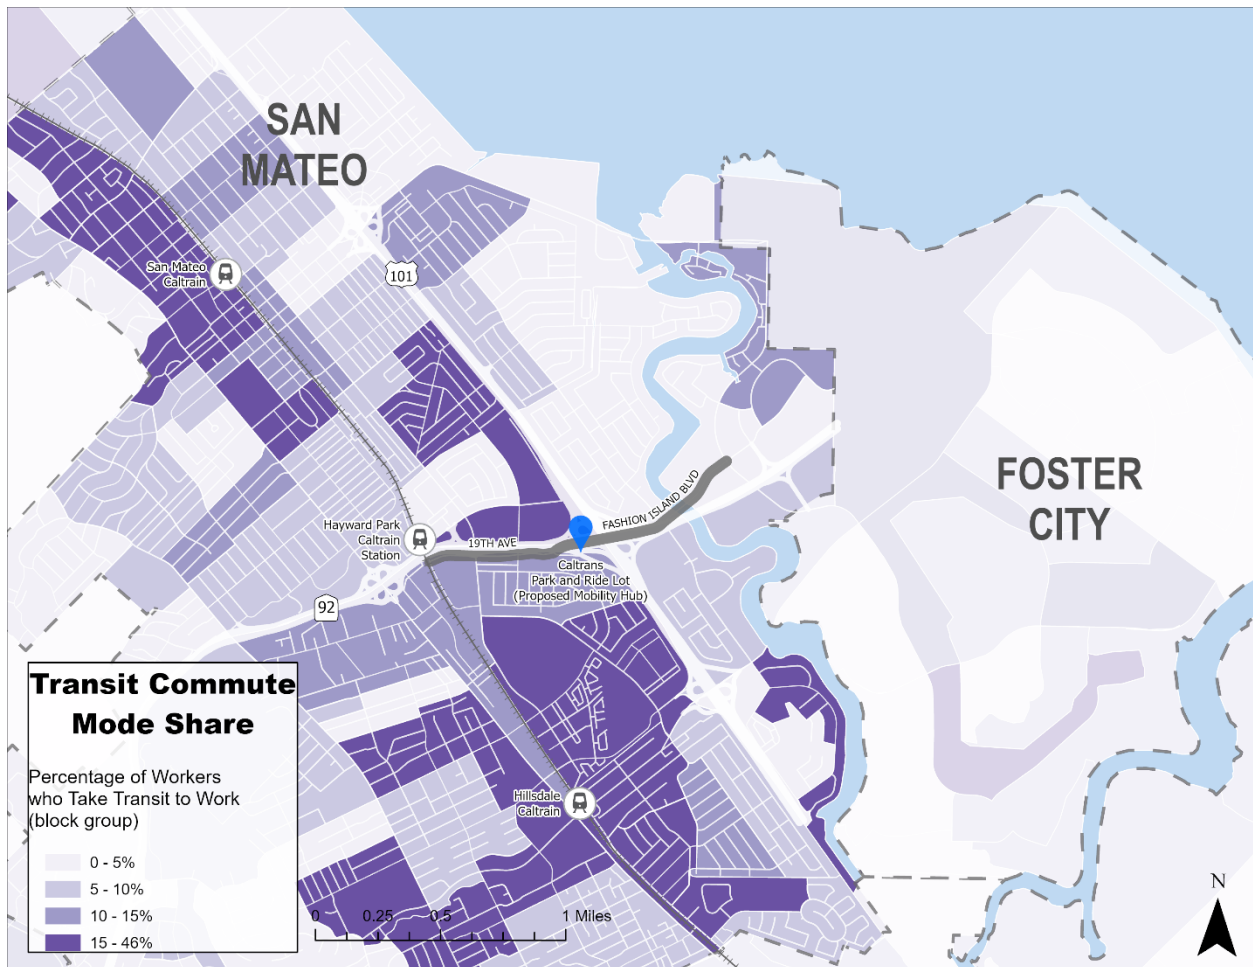 SAN
MATEO
San Mateo
Caltrain
101
FOSTER
CITY
FASHION ISLAND BLVD
Hayward Park
Caltrain
Station
19TH AVE
Caltrans
Park and Ride Lot
(Proposed Mobility Hub)
92
Hillsdale
Caltrain
Transit Commute
Mode Share
Percentage of Workers
who Take Transit to Work
(block group)
0 - 5%
5 - 10%
10 - 15%
15 - 46%
0 0.25 0.5 1 Miles
N